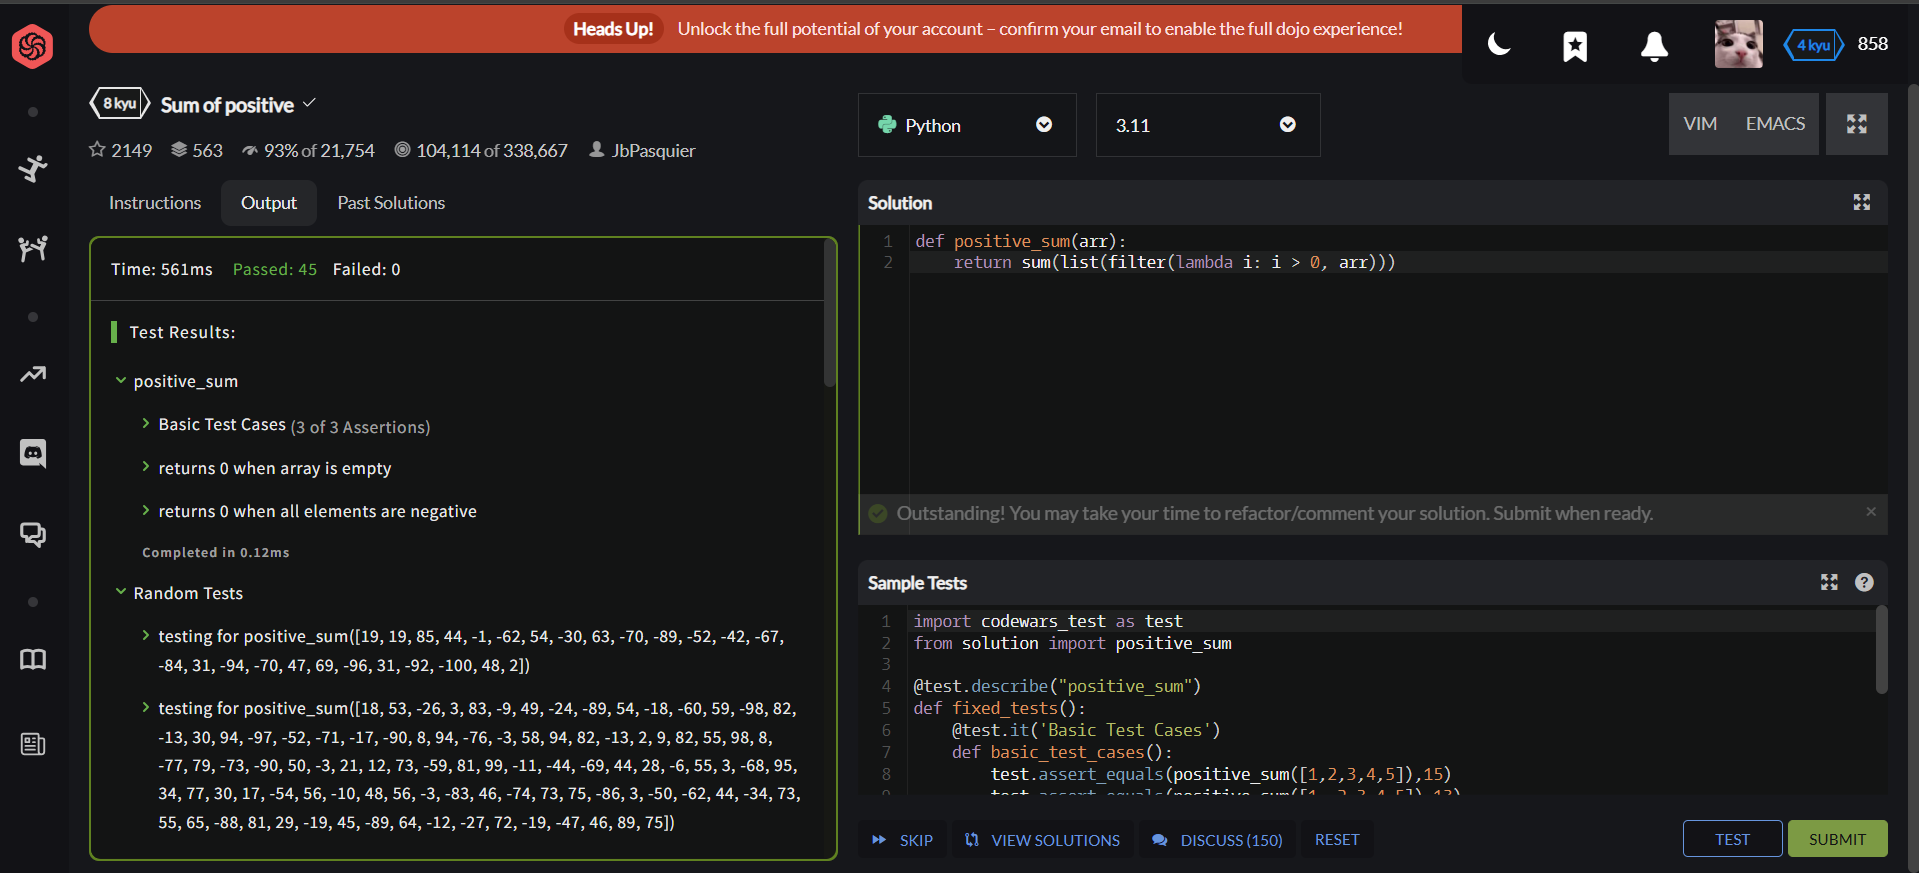 Heads Up! Unlock the full potential of your account – confirm your email to enable the full dojo experience!
4 kyu 858
8 kyu Sum of positive
2149 563 93% of 21,754 104,114 of 338,667 JbPasquier
Instructions Output Past Solutions
Time: 561ms Passed: 45 Failed: 0
Test Results:
positive_sum
Basic Test Cases (3 of 3 Assertions)
returns 0 when array is empty
returns 0 when all elements are negative
Completed in 0.12ms
Random Tests
testing for positive_sum([19, 19, 85, 44, -1, -62, 54, -30, 63, -70, -89, -52, -42, -67,
-84, 31, -94, -70, 47, 69, -96, 31, -92, -100, 48, 2])
testing for positive_sum([18, 53, -26, 3, 83, -9, 49, -24, -89, 54, -18, -60, 59, -98, 82,
-13, 30, 94, -97, -52, -71, -17, -90, 8, 94, -76, -3, 58, 94, 82, -13, 2, 9, 82, 55, 98, 8,
-77, 79, -73, -90, 50, -3, 21, 12, 73, -59, 81, 99, -11, -44, -69, 44, 28, -6, 55, 3, -68, 95,
34, 77, 30, 17, -54, 56, -10, 48, 56, -3, -83, 46, -74, 73, 75, -86, 3, -50, -62, 44, -34, 73,
55, 65, -88, 81, 29, -19, 45, -89, 64, -12, -27, 72, -19, -47, 46, 89, 75])
Python 3.11 VIM EMACS
Solution
1 def positive_sum(arr):
2 return sum(list(filter(lambda i: i > 0, arr)))
Outstanding! You may take your time to refactor/comment your solution. Submit when ready. ×
Sample Tests ?
1 import codewars_test as test
2 from solution import positive_sum
3
4 @test.describe("positive_sum")
5 def fixed_tests():
6 @test.it('Basic Test Cases')
7 def basic_test_cases():
8 test.assert_equals(positive_sum([1,2,3,4,5]),15)
SKIP VIEW SOLUTIONS DISCUSS (150) RESET TEST SUBMIT